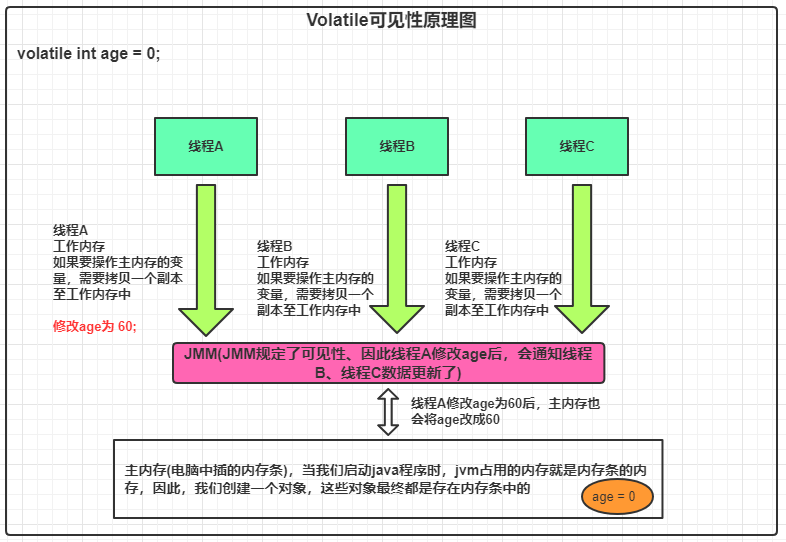 Volatile可见性原理图
volatile int age = 0;
线程A
线程B
线程C
线程A
工作内存
如果要操作主内存的变
量，需要拷贝一个副本
至工作内存中
修改age为 60;
线程B
工作内存
如果要操作主内存的
变量，需要拷贝一个
副本至工作内存中
线程C
工作内存
如果要操作主内存的
变量，需要拷贝一个
副本至工作内存中
JMM(JMM规定了可见性、因此线程A修改age后，会通知线程
B、线程C数据更新了)
线程A修改age为60后，主内存也
会将age改成60
主内存(电脑中插的内存条)，当我们启动java程序时，jvm占用的内存就是内存条的内
存，因此，我们创建一个对象，这些对象最终都是存在内存条中的
age = 0